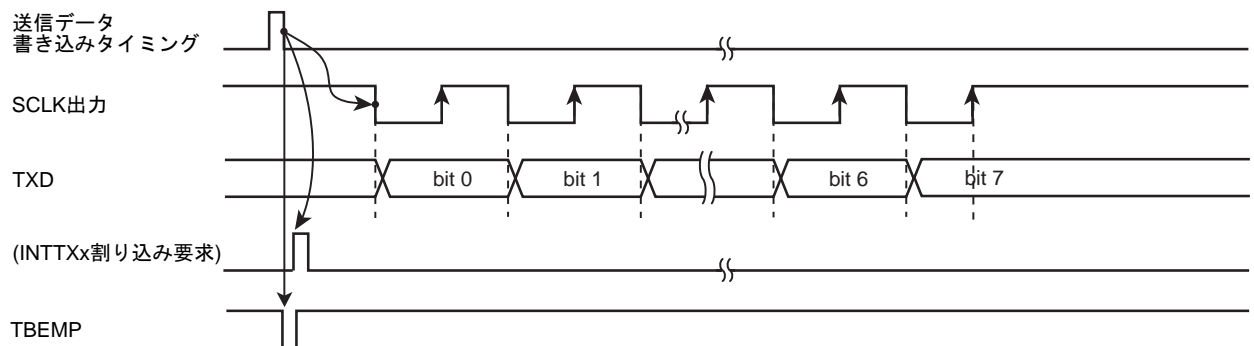 送信データ
書き込みタイミング
SCLK出力
TXD
bit 0
bit 1
bit 6
bit 7
(INTTXx割り込み要求)
TBEMP